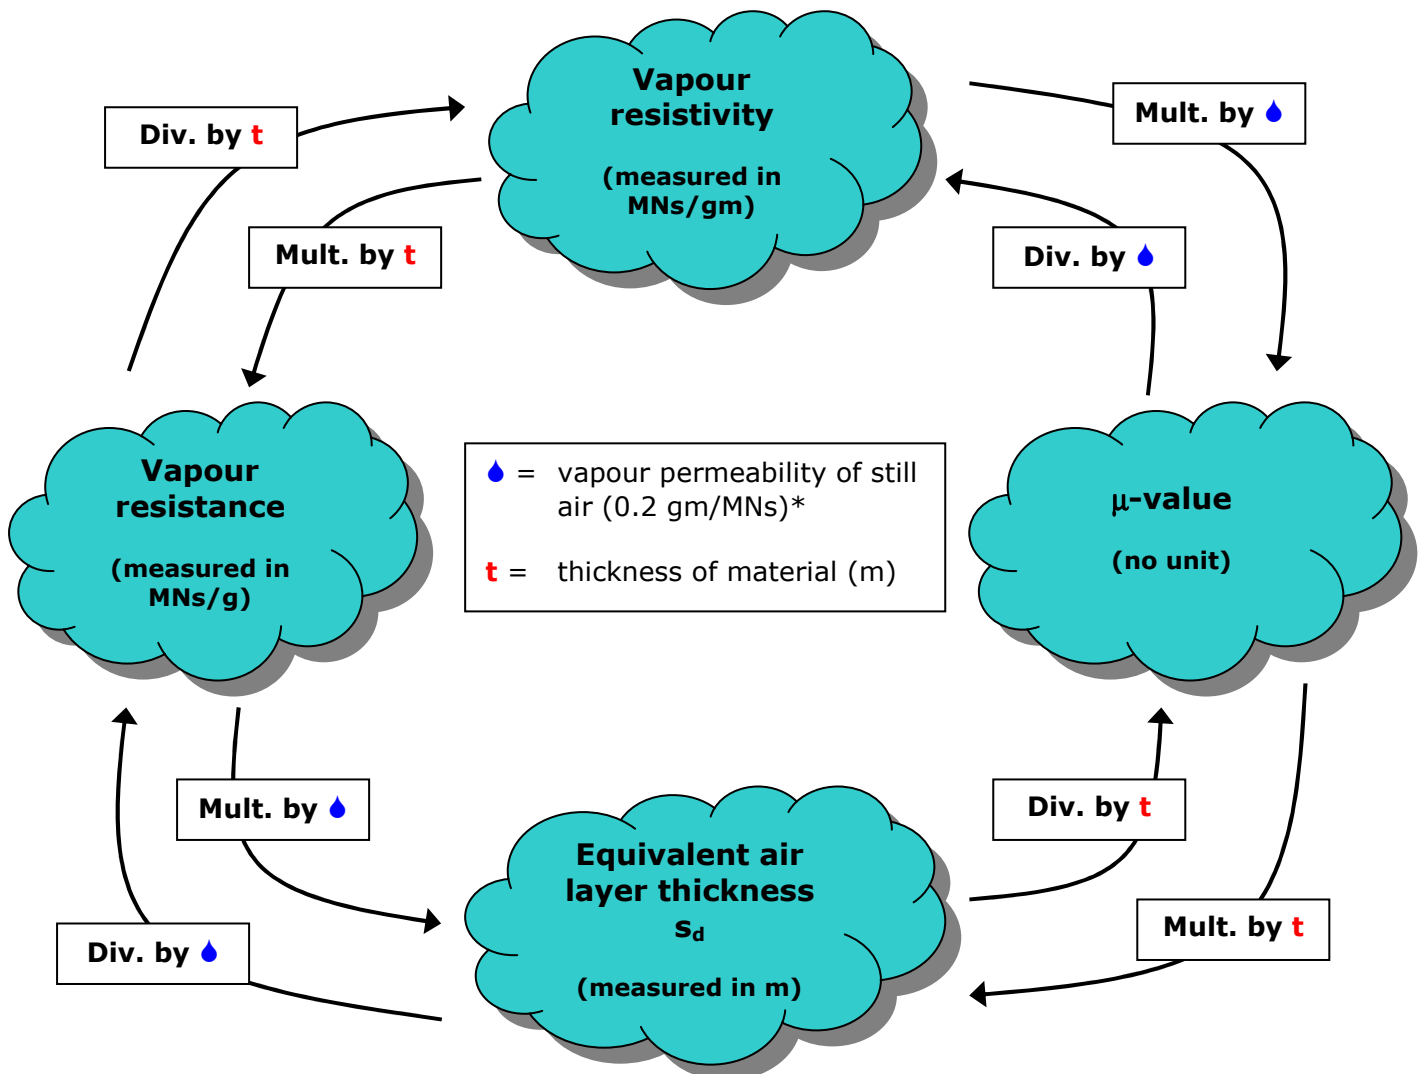 Vapour
resistivity
(measured in
MNs/gm)
Div. by t
Mult. by
Mult. by t
Div. by
Vapour
resistance
(measured in
MNs/g)
= vapour permeability of still
air (0.2 gm/MNs)*
t = thickness of material (m)
μ-value
(no unit)
Mult. by
Div. by t
Equivalent air
layer thickness
sd
(measured in m)
Div. by
Mult. by t